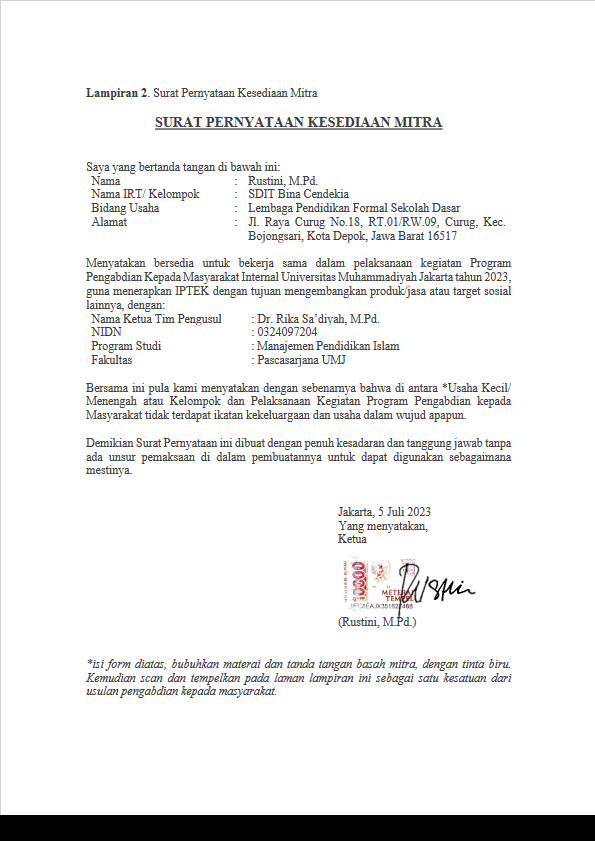 Lampiran 2. Surat Pernyataan Kesediaan Mitra
SURAT PERNYATAAN KESEDIAAN MITRA
Saya yang bertanda tangan di bawah ini:
Nama : Rustini, M.Pd.
Nama IRT/ Kelompok : SDIT Bina Cendekia
Bidang Usaha : Lembaga Pendidikan Formal Sekolah Dasar
Alamat : Jl. Raya Curug No.18, RT.01/RW.09, Curug, Kec.
Bojongsari, Kota Depok, Jawa Barat 16517
Menyatakan bersedia untuk bekerja sama dalam pelaksanaan kegiatan Program
Pengabdian Kepada Masyarakat Internal Universitas Muhammadiyah Jakarta tahun 2023,
guna menerapkan IPTEK dengan tujuan mengembangkan produk/jasa atau target sosial
lainnya, dengan:
Nama Ketua Tim Pengusul : Dr. Rika Sa’diyah, M.Pd.
NIDN : 0324097204
Program Studi : Manajemen Pendidikan Islam
Fakultas : Pascasarjana UMJ
Bersama ini pula kami menyatakan dengan sebenarnya bahwa di antara *Usaha Kecil/
Menengah atau Kelompok dan Pelaksanaan Kegiatan Program Pengabdian kepada
Masyarakat tidak terdapat ikatan kekeluargaan dan usaha dalam wujud apapun.
Demikian Surat Pernyataan ini dibuat dengan penuh kesadaran dan tanggung jawab tanpa
ada unsur pemaksaan di dalam pembuatannya untuk dapat digunakan sebagaimana
mestinya.
Jakarta, 5 Juli 2023
Yang menyatakan,
Ketua
10000
METERAI
TEMPEL
(Rustini, M.Pd.)
*isi form diatas, bubuhkan materai dan tanda tangan basah mitra, dengan tinta biru.
Kemudian scan dan tempelkan pada laman lampiran ini sebagai satu kesatuan dari
usulan pengabdian kepada masyarakat.